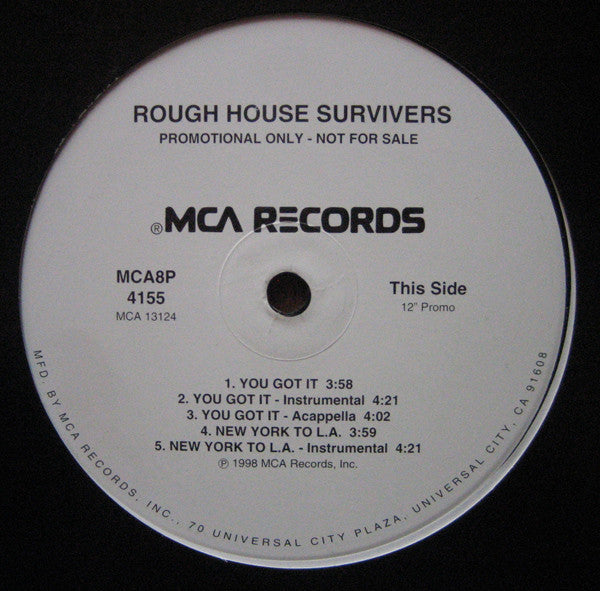 ROUGH HOUSE SURVIVERS
PROMOTIONAL ONLY - NOT FOR SALE
®MCA RECORDS
MCA8P
4155
MCA 13124
This Side
12" Promo
1. YOU GOT IT 3:58
2. YOU GOT IT - Instrumental 4:21
3. YOU GOT IT - Acappella 4:02
4. NEW YORK TO L.A. 3:59
5. NEW YORK TO L.A. - Instrumental 4:21
℗ 1998 MCA Records, Inc.
MFD. BY MCA RECORDS, INC., 70 UNIVERSAL CITY PLAZA, UNIVERSAL CITY, CA 91608